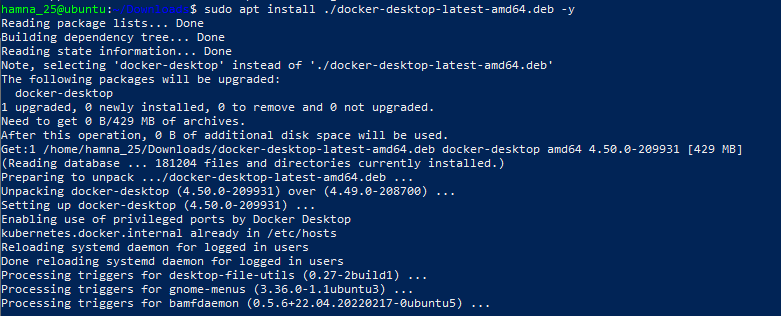 hamna_25@ubuntu:~/Downloads$ sudo apt install ./docker-desktop-latest-amd64.deb -y
Reading package lists... Done
Building dependency tree... Done
Reading state information... Done
Note, selecting 'docker-desktop' instead of './docker-desktop-latest-amd64.deb'
The following packages will be upgraded:
  docker-desktop
1 upgraded, 0 newly installed, 0 to remove and 0 not upgraded.
Need to get 0 B/429 MB of archives.
After this operation, 0 B of additional disk space will be used.
Get:1 /home/hamna_25/Downloads/docker-desktop-latest-amd64.deb docker-desktop amd64 4.50.0-209931 [429 MB]
(Reading database ... 181204 files and directories currently installed.)
Preparing to unpack .../docker-desktop-latest-amd64.deb ...
Unpacking docker-desktop (4.50.0-209931) over (4.49.0-208700) ...
Setting up docker-desktop (4.50.0-209931) ...
Enabling use of privileged ports by Docker Desktop
kubernetes.docker.internal already in /etc/hosts
Reloading systemd daemon for logged in users
Done reloading systemd daemon for logged in users
Processing triggers for desktop-file-utils (0.27-2build1) ...
Processing triggers for gnome-menus (3.36.0-1.1ubuntu3) ...
Processing triggers for bamfdaemon (0.5.6+22.04.20220217-0ubuntu5) ...